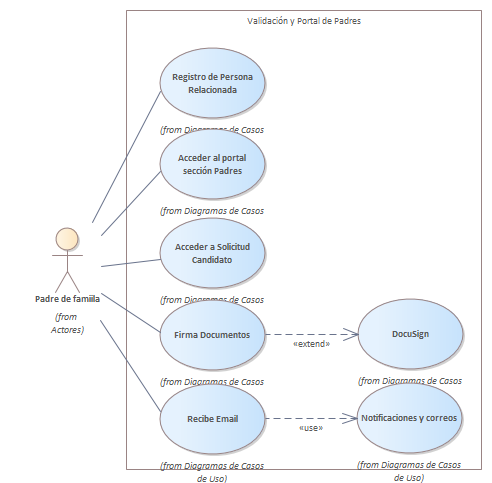 Validación y Portal de Padres
Registro de Persona
Relacionada
(from Diagramas de Casos
Acceder al portal
sección Padres
(from Diagramas de Casos
Acceder a Solicitud
Candidato
(from Diagramas de Casos
Padre de famiila
(from
Actores)
Firma Documentos
«extend»
DocuSign
(from Diagramas de Casos
(from Diagramas de Casos
Recibe Email
«use»
Notificaciones y correos
(from Diagramas de Casos
de Uso)
(from Diagramas de Casos
de Uso)